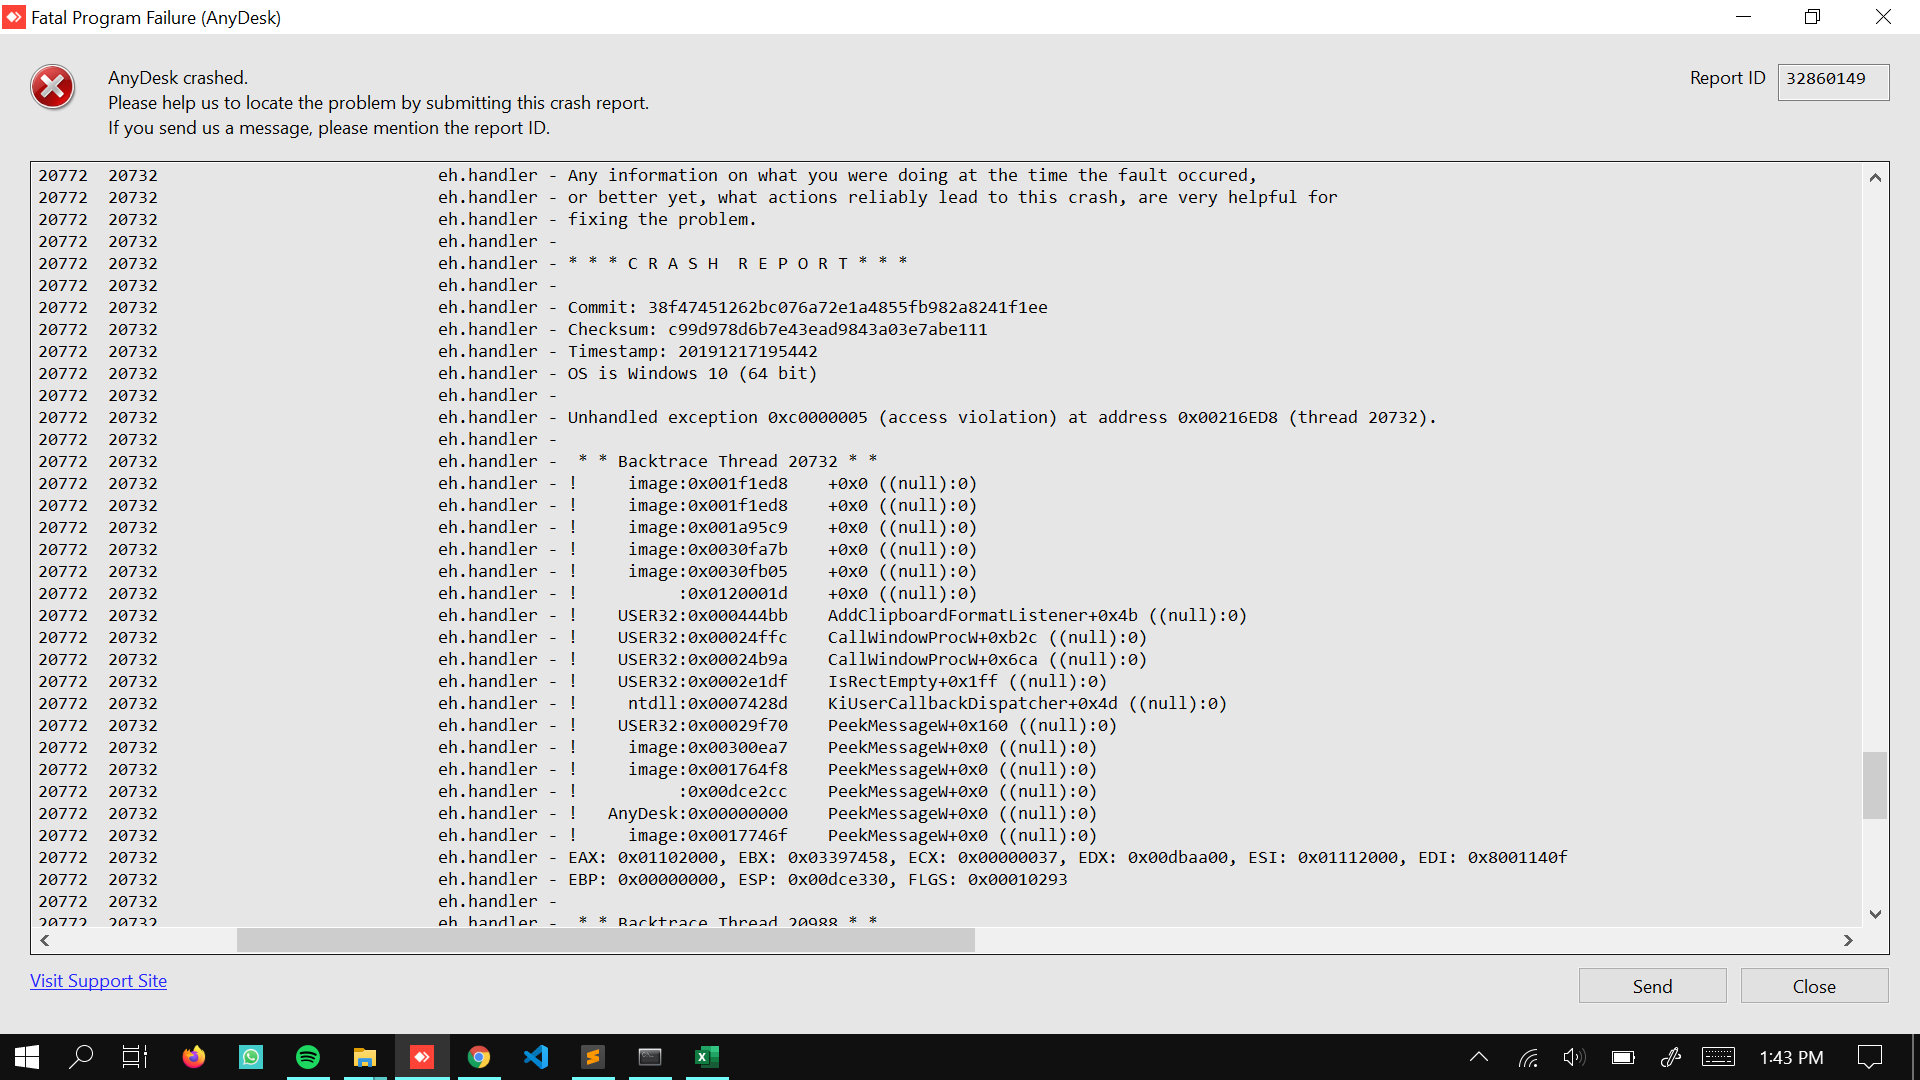 Fatal Program Failure (AnyDesk)
AnyDesk crashed.
Please help us to locate the problem by submitting this crash report.
If you send us a message, please mention the report ID.
Report ID 32860149
20772 20732 eh.handler - Any information on what you were doing at the time the fault occured,
20772 20732 eh.handler - or better yet, what actions reliably lead to this crash, are very helpful for
20772 20732 eh.handler - fixing the problem.
20772 20732 eh.handler -
20772 20732 eh.handler - * * * C R A S H  R E P O R T * * *
20772 20732 eh.handler -
20772 20732 eh.handler - Commit: 38f47451262bc076a72e1a4855fb982a8241f1ee
20772 20732 eh.handler - Checksum: c99d978d6b7e43ead9843a03e7abe111
20772 20732 eh.handler - Timestamp: 20191217195442
20772 20732 eh.handler - OS is Windows 10 (64 bit)
20772 20732 eh.handler -
20772 20732 eh.handler - Unhandled exception 0xc0000005 (access violation) at address 0x00216ED8 (thread 20732).
20772 20732 eh.handler -
20772 20732 eh.handler - * * Backtrace Thread 20732 * *
20772 20732 eh.handler - ! image:0x001f1ed8 +0x0 ((null):0)
20772 20732 eh.handler - ! image:0x001f1ed8 +0x0 ((null):0)
20772 20732 eh.handler - ! image:0x001a95c9 +0x0 ((null):0)
20772 20732 eh.handler - ! image:0x0030fa7b +0x0 ((null):0)
20772 20732 eh.handler - ! image:0x0030fb05 +0x0 ((null):0)
20772 20732 eh.handler - ! :0x0120001d +0x0 ((null):0)
20772 20732 eh.handler - ! USER32:0x000444bb AddClipboardFormatListener+0x4b ((null):0)
20772 20732 eh.handler - ! USER32:0x00024ffc CallWindowProcW+0xb2c ((null):0)
20772 20732 eh.handler - ! USER32:0x00024b9a CallWindowProcW+0x6ca ((null):0)
20772 20732 eh.handler - ! USER32:0x0002e1df IsRectEmpty+0x1ff ((null):0)
20772 20732 eh.handler - ! ntdll:0x0007428d KiUserCallbackDispatcher+0x4d ((null):0)
20772 20732 eh.handler - ! USER32:0x00029f70 PeekMessageW+0x160 ((null):0)
20772 20732 eh.handler - ! image:0x00300ea7 PeekMessageW+0x0 ((null):0)
20772 20732 eh.handler - ! image:0x001764f8 PeekMessageW+0x0 ((null):0)
20772 20732 eh.handler - ! :0x00dce2cc PeekMessageW+0x0 ((null):0)
20772 20732 eh.handler - ! AnyDesk:0x00000000 PeekMessageW+0x0 ((null):0)
20772 20732 eh.handler - ! image:0x0017746f PeekMessageW+0x0 ((null):0)
20772 20732 eh.handler - EAX: 0x01102000, EBX: 0x03397458, ECX: 0x00000037, EDX: 0x00dbaa00, ESI: 0x01112000, EDI: 0x8001140f
20772 20732 eh.handler - EBP: 0x00000000, ESP: 0x00dce330, FLGS: 0x00010293
20772 20732 eh.handler -
20772 20732 eh.handler - * * Backtrace Thread 20988 * *
Visit Support Site
Send
Close
1:43 PM